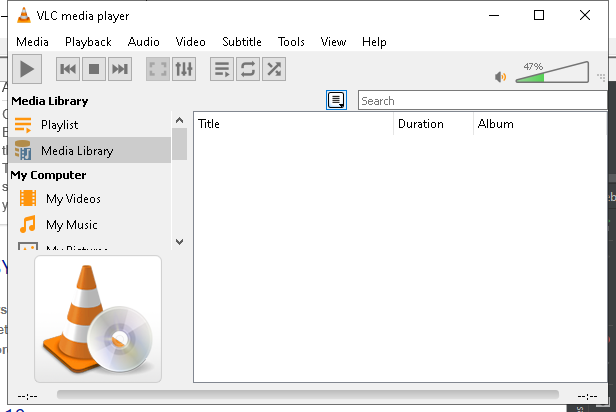 VLC media player
Media Playback Audio Video Subtitle Tools View Help
47%
Media Library
Search
Playlist
Title Duration Album
Media Library
My Computer
My Videos
My Music
My Pictures
--:-- --:--